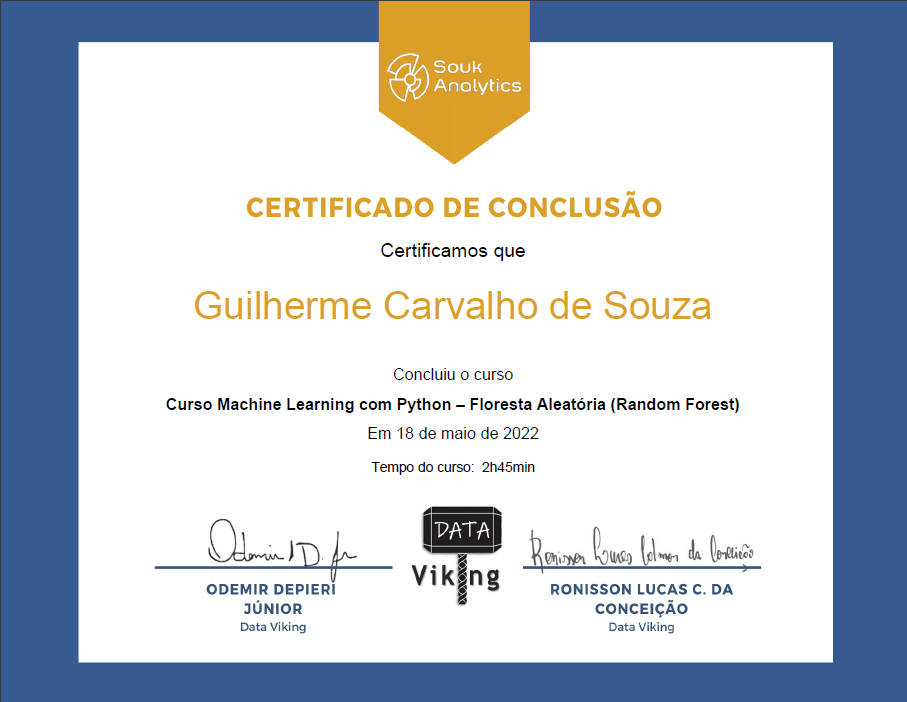 Souk
Analytics
CERTIFICADO DE CONCLUSÃO
Certificamos que
Guilherme Carvalho de Souza
Concluiu o curso
Curso Machine Learning com Python – Floresta Aleatória (Random Forest)
Em 18 de maio de 2022
Tempo do curso: 2h45min
Odemir D. Jr
ODEMIR DEPIERI
JÚNIOR
Data Viking
DATA
Viking
Ronisson Lucas Calmon da Conceição
RONISSON LUCAS C. DA
CONCEIÇÃO
Data Viking